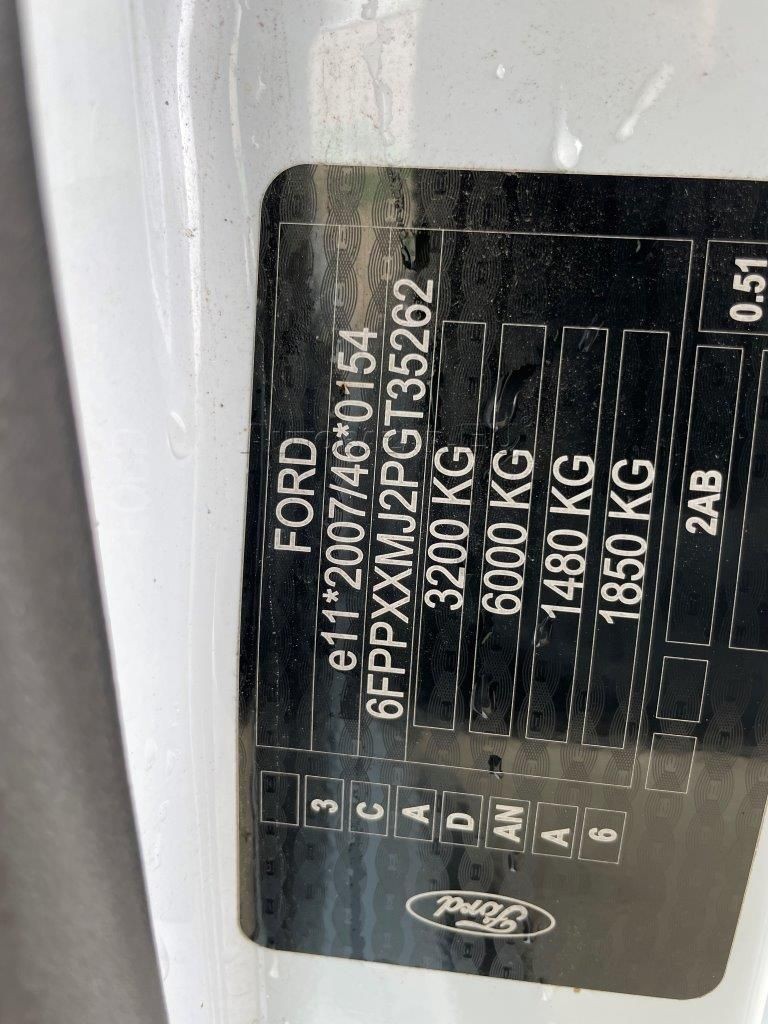 FORD
e11*2007/46*0154
6FPPXXMJ2PGT35262
3200 KG
6000 KG
1480 KG
1850 KG
2AB
0.51
3
C
A
D
AN
A
6
Ford